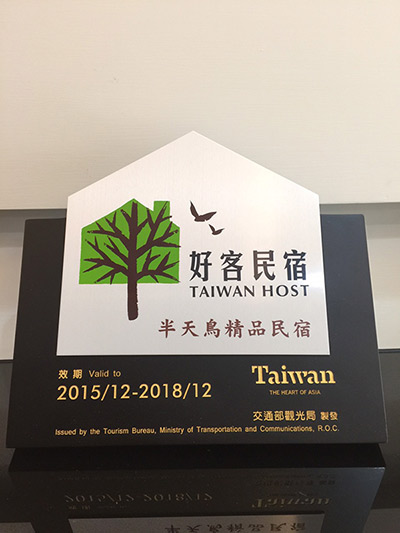 好客民宿
TAIWAN HOST
半天鳥精品民宿
效期 Valid to
2015/12-2018/12
Taiwan
THE HEART OF ASIA
交通部觀光局 製發
Issued by the Tourism Bureau, Ministry of Transportation and Communications, R.O.C.